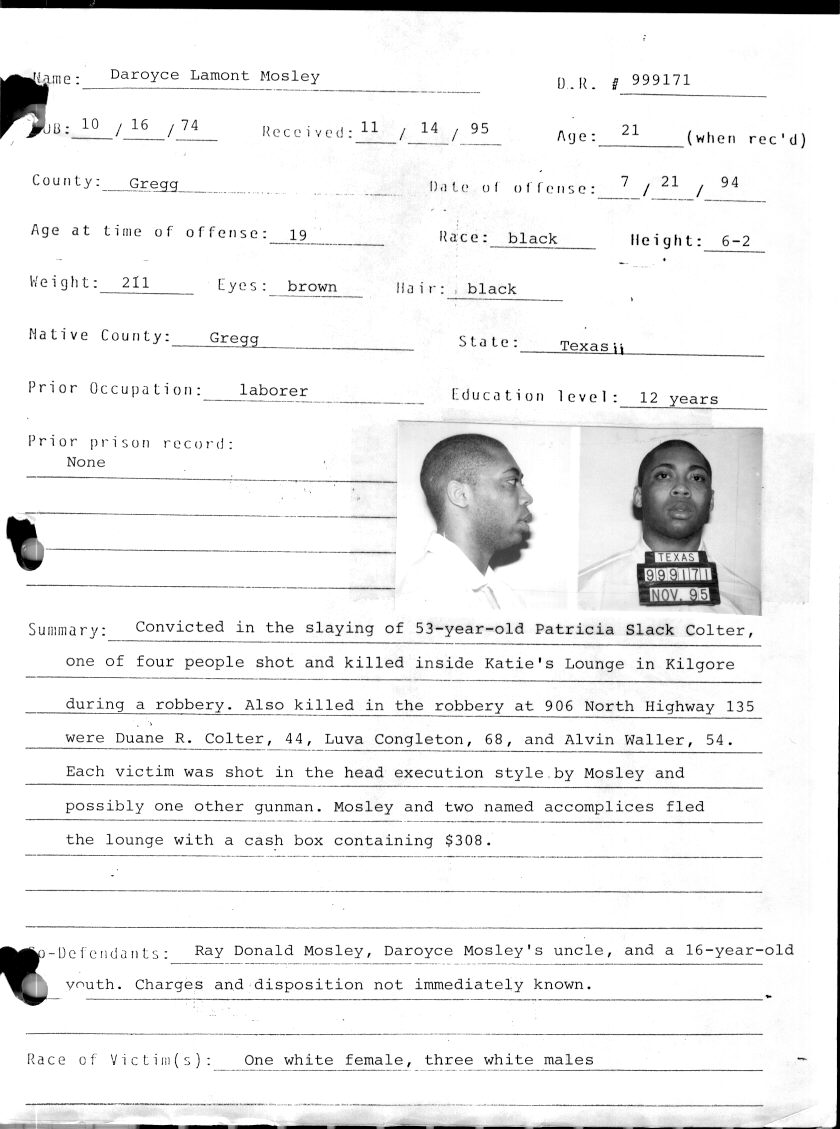 Name: Daroyce Lamont Mosley D.R. # 999171
DOB: 10 / 16 / 74 Received: 11 / 14 / 95 Age: 21 (when rec'd)
County: Gregg Date of offense: 7 / 21 / 94
Age at time of offense: 19 Race: black Height: 6-2
Weight: 211 Eyes: brown Hair: black
Native County: Gregg State: Texas
Prior Occupation: laborer Education level: 12 years
Prior prison record:
None
TEXAS
999171
NOV. 95
Summary: Convicted in the slaying of 53-year-old Patricia Slack Colter,
one of four people shot and killed inside Katie's Lounge in Kilgore
during a robbery. Also killed in the robbery at 906 North Highway 135
were Duane R. Colter, 44, Luva Congleton, 68, and Alvin Waller, 54.
Each victim was shot in the head execution style by Mosley and
possibly one other gunman. Mosley and two named accomplices fled
the lounge with a cash box containing $308.
Co-Defendants: Ray Donald Mosley, Daroyce Mosley's uncle, and a 16-year-old
youth. Charges and disposition not immediately known.
Race of Victim(s): One white female, three white males